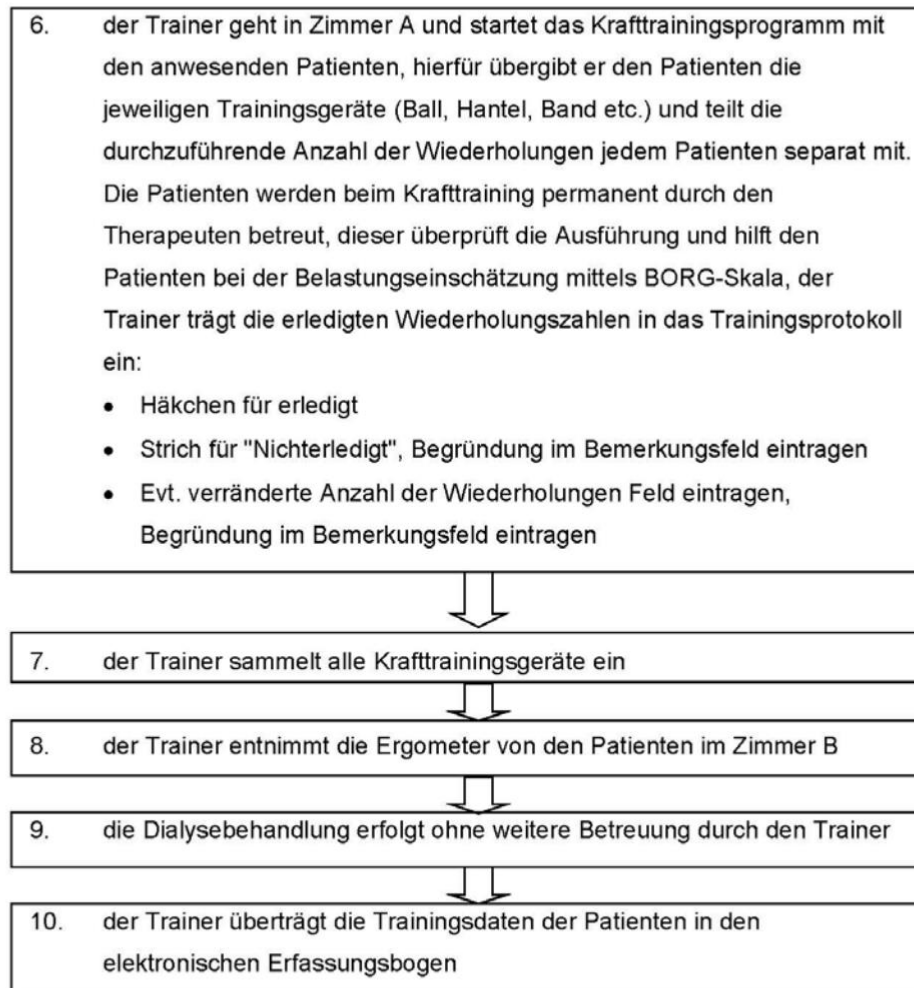 6. der Trainer geht in Zimmer A und startet das Krafttrainingsprogramm mit
den anwesenden Patienten, hierfür übergibt er den Patienten die
jeweiligen Trainingsgeräte (Ball, Hantel, Band etc.) und teilt die
durchzuführende Anzahl der Wiederholungen jedem Patienten separat mit.
Die Patienten werden beim Krafttraining permanent durch den
Therapeuten betreut, dieser überprüft die Ausführung und hilft den
Patienten bei der Belastungseinschätzung mittels BORG-Skala, der
Trainer trägt die erledigten Wiederholungszahlen in das Trainingsprotokoll
ein:
• Häkchen für erledigt
• Strich für "Nichterledigt", Begründung im Bemerkungsfeld eintragen
• Evt. verränderte Anzahl der Wiederholungen Feld eintragen,
Begründung im Bemerkungsfeld eintragen
7. der Trainer sammelt alle Krafttrainingsgeräte ein
8. der Trainer entnimmt die Ergometer von den Patienten im Zimmer B
9. die Dialysebehandlung erfolgt ohne weitere Betreuung durch den Trainer
10. der Trainer überträgt die Trainingsdaten der Patienten in den
elektronischen Erfassungsbogen